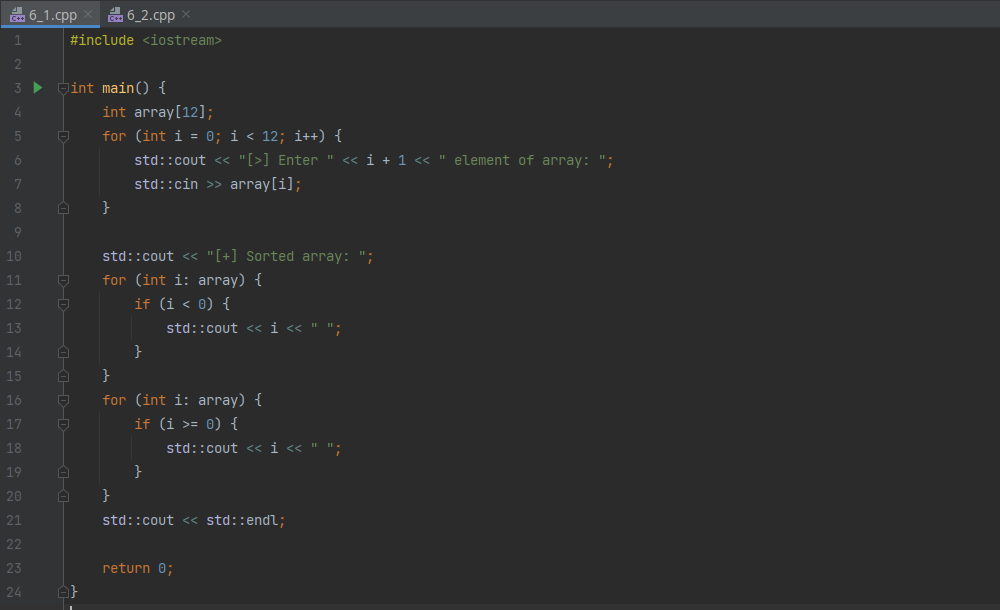 6_1.cpp 6_2.cpp
1 #include <iostream>
2
3 int main() {
4     int array[12];
5     for (int i = 0; i < 12; i++) {
6         std::cout << "[>] Enter " << i + 1 << " element of array: ";
7         std::cin >> array[i];
8     }
9
10     std::cout << "[+] Sorted array: ";
11     for (int i: array) {
12         if (i < 0) {
13             std::cout << i << " ";
14         }
15     }
16     for (int i: array) {
17         if (i >= 0) {
18             std::cout << i << " ";
19         }
20     }
21     std::cout << std::endl;
22
23     return 0;
24 }